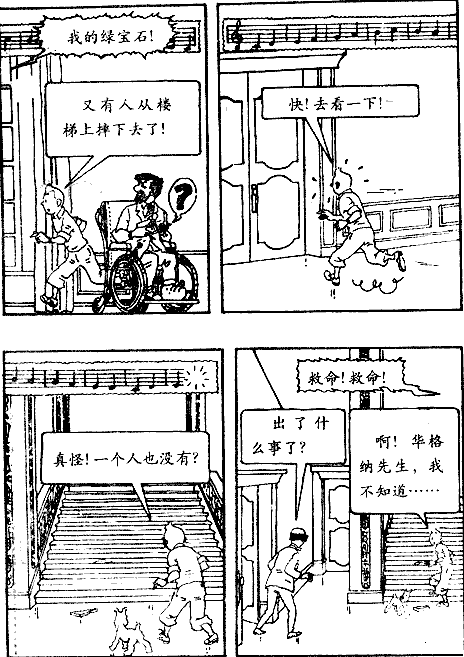 我的绿宝石！
又有人从楼
梯上摔下去了！
?
快！去看一下！
真怪！一个人也没有？
救命！救命！
出了什
么事了？
啊！华格
纳先生，我
不知道……